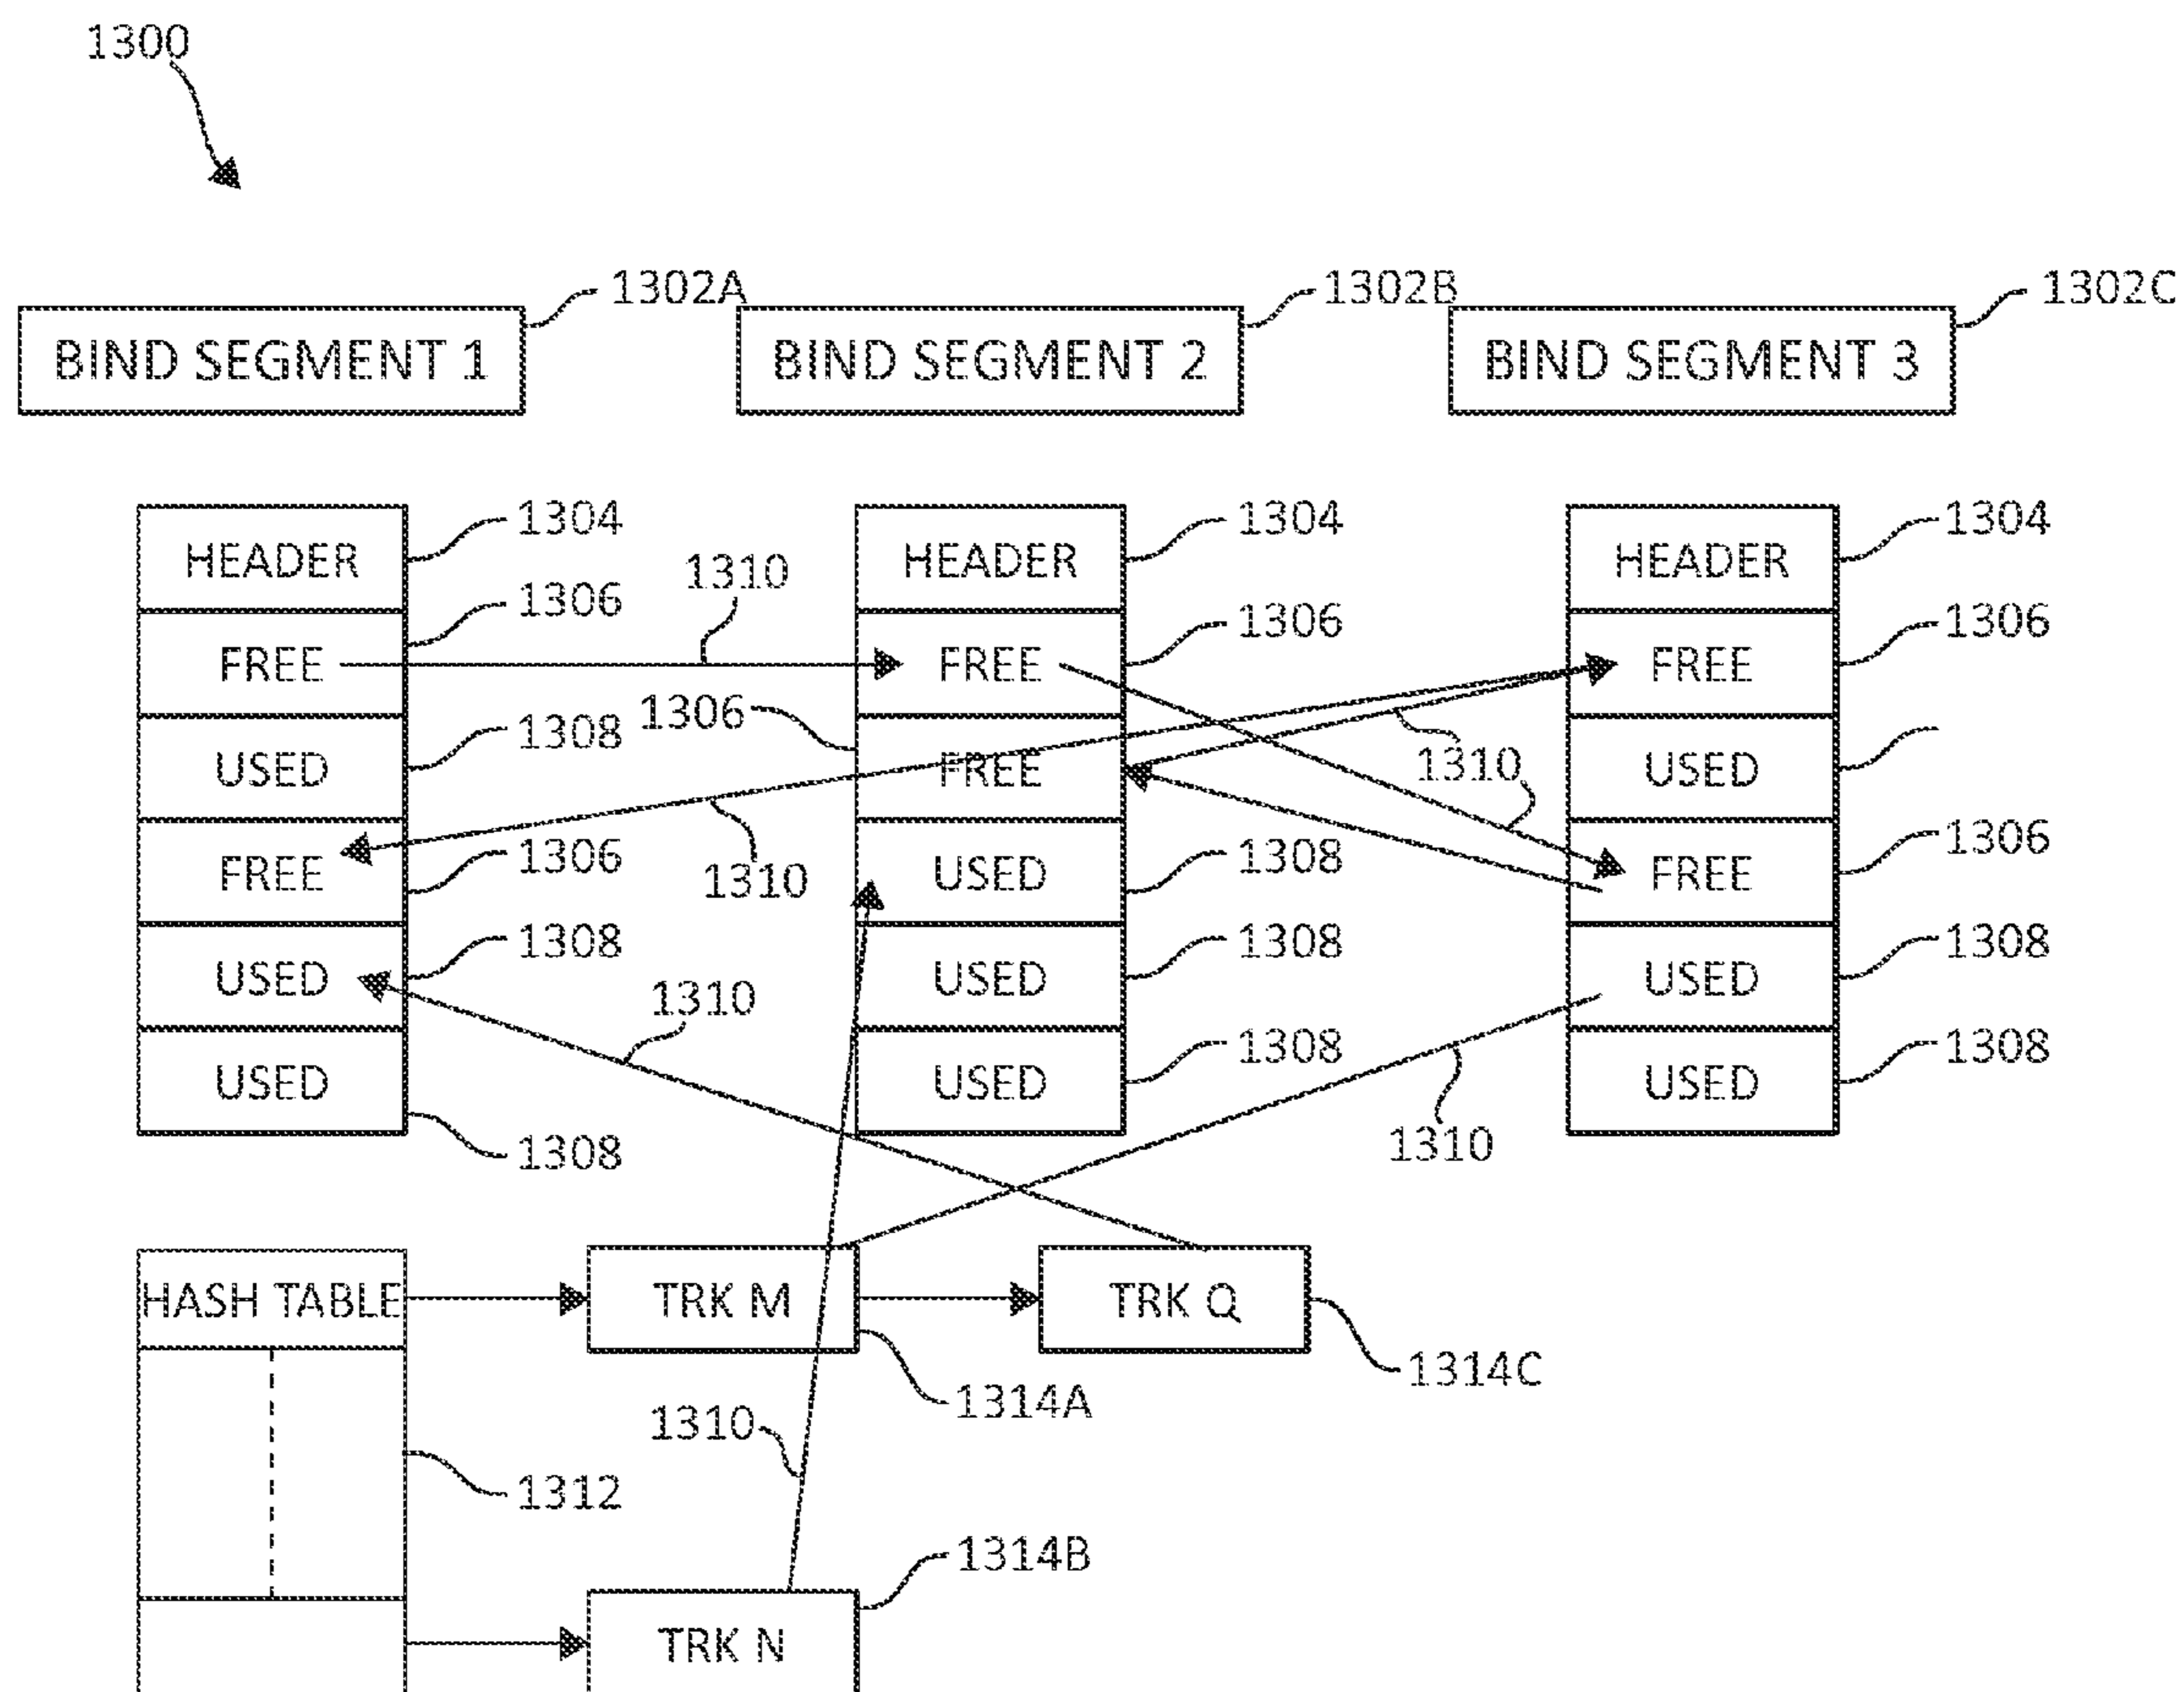 1300
1302A 1302B 1302C
BIND SEGMENT 1 BIND SEGMENT 2 BIND SEGMENT 3
1304 1304 1304
HEADER HEADER HEADER
1310
1306 1306 1306
FREE FREE FREE
1306
1308
USED FREE USED
1310
1306 1308 1306
FREE USED FREE
1310
1308 1308 1308
USED USED USED
1310
1308 1308
USED USED USED
1308 1310
HASH TABLE TRK M TRK Q
1314C
1314A
1310
1312
1314B
TRK N